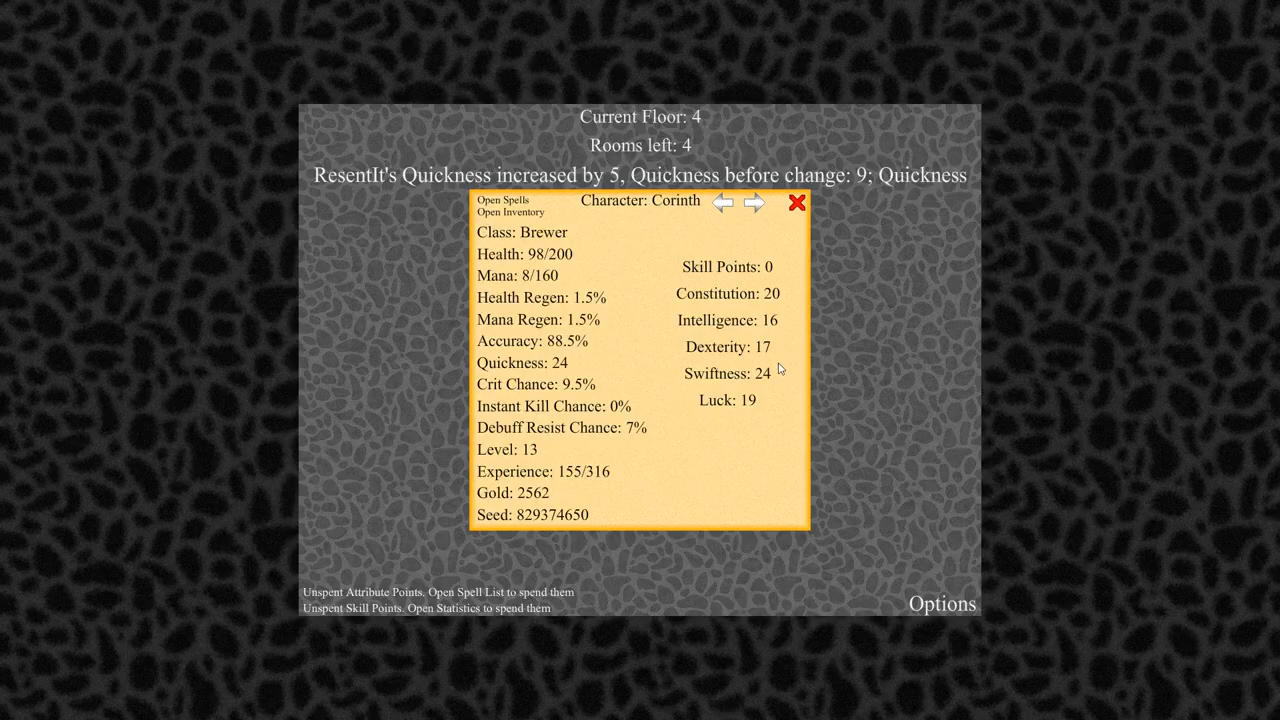 Current Floor: 4
Rooms left: 4
ResentIt's Quickness increased by 5, Quickness before change: 9; Quickness
Open Spells
Open Inventory
Character: Corinth
Class: Brewer
Health: 98/200
Mana: 8/160
Health Regen: 1.5%
Mana Regen: 1.5%
Accuracy: 88.5%
Quickness: 24
Crit Chance: 9.5%
Instant Kill Chance: 0%
Debuff Resist Chance: 7%
Level: 13
Experience: 155/316
Gold: 2562
Seed: 829374650
Skill Points: 0
Constitution: 20
Intelligence: 16
Dexterity: 17
Swiftness: 24
Luck: 19
Unspent Attribute Points. Open Spell List to spend them
Unspent Skill Points. Open Statistics to spend them
Options